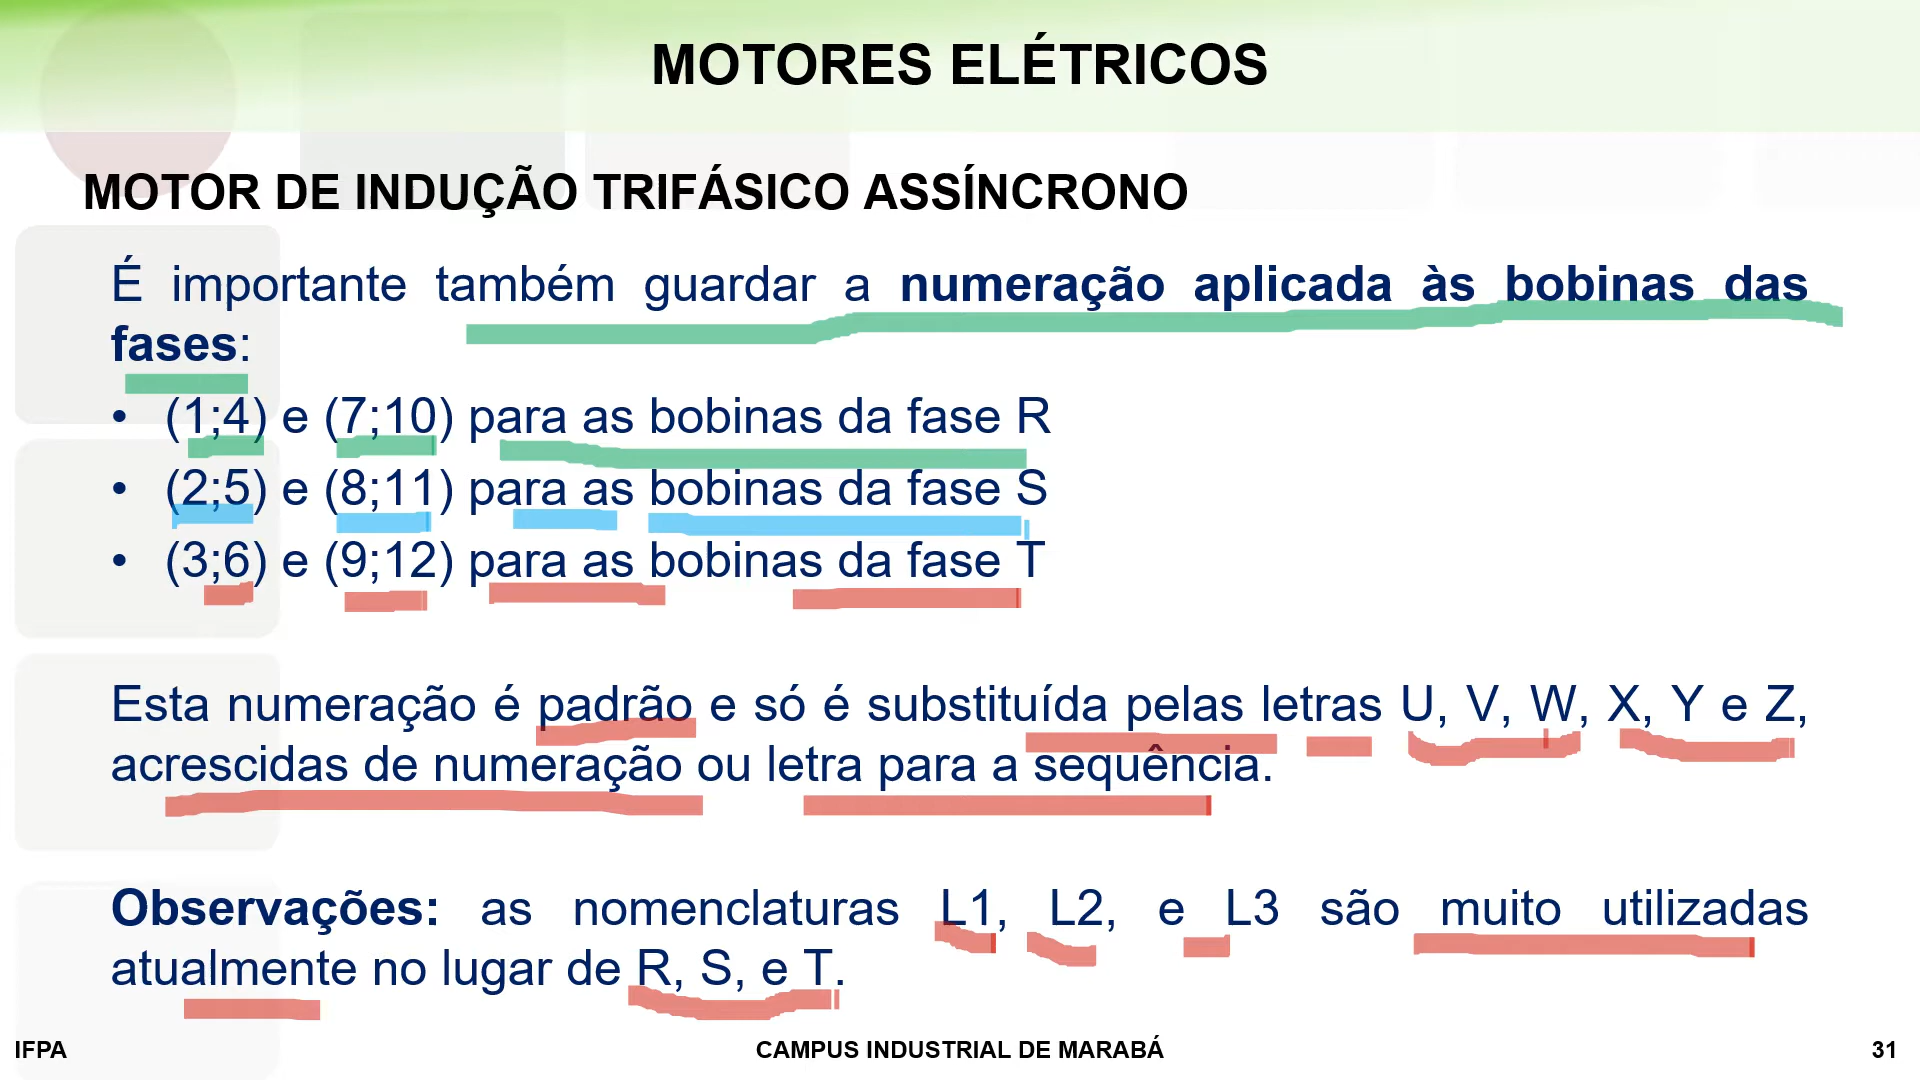 MOTORES ELÉTRICOS
MOTOR DE INDUÇÃO TRIFÁSICO ASSÍNCRONO
É importante também guardar a numeração aplicada às bobinas das
fases:
• (1;4) e (7;10) para as bobinas da fase R
• (2;5) e (8;11) para as bobinas da fase S
• (3;6) e (9;12) para as bobinas da fase T
Esta numeração é padrão e só é substituída pelas letras U, V, W, X, Y e Z,
acrescidas de numeração ou letra para a sequência.
Observações: as nomenclaturas L1, L2, e L3 são muito utilizadas
atualmente no lugar de R, S, e T.
IFPA
CAMPUS INDUSTRIAL DE MARABÁ
31